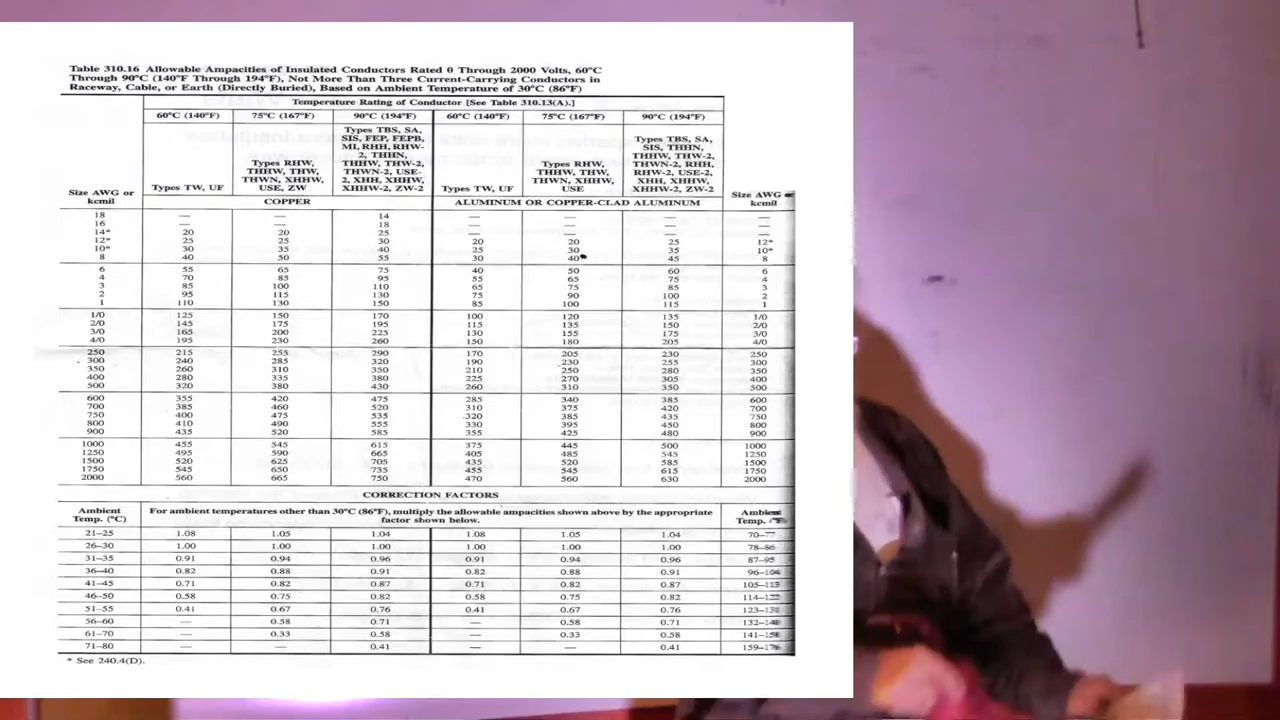 Table 310.16 Allowable Ampacities of Insulated Conductors Rated 0 Through 2000 Volts, 60°C
Through 90°C (140°F Through 194°F), Not More Than Three Current-Carrying Conductors in
Raceway, Cable, or Earth (Directly Buried), Based on Ambient Temperature of 30°C (86°F)
Temperature Rating of Conductor [See Table 310.13(A).]
60°C (140°F) 75°C (167°F) 90°C (194°F) 60°C (140°F) 75°C (167°F) 90°C (194°F)
Size AWG or kcmil
Types TW, UF
Types RHW,
THHW, THW,
THWN, XHHW,
USE, ZW
Types TBS, SA,
SIS, FEP, FEPB,
MI, RHH, RHW-
2, THHN,
THHW, THW-2,
THWN-2, USE-
2, XHH, XHHW,
XHHW-2, ZW-2
Types TW, UF
Types RHW,
THHW, THW,
THWN, XHHW,
USE
Types TBS, SA,
SIS, THHN,
THHW, THW-2,
THWN-2, RHH,
RHW-2, USE-2,
XHH, XHHW,
XHHW-2, ZW-2
Size AWG
kcmil
COPPER ALUMINUM OR COPPER-CLAD ALUMINUM
18 — — 14 — — — —
16 — — 18 — — — —
14* 20 20 25 — — — —
12* 25 25 30 20 20 25 12*
10* 30 35 40 25 30 35 10*
8 40 50 55 30 40 45 8
6 55 65 75 40 50 60 6
4 70 85 95 55 65 75 4
3 85 100 110 65 75 85 3
2 95 115 130 75 90 100 2
1 110 130 150 85 100 115 1
1/0 125 150 170 100 120 135 1/0
2/0 145 175 195 115 135 150 2/0
3/0 165 200 225 130 155 175 3/0
4/0 195 230 260 150 180 205 4/0
250 215 255 290 170 205 230 250
300 240 285 320 190 230 255 300
350 260 310 350 210 250 280 350
400 280 335 380 225 270 305 400
500 320 380 430 260 310 350 500
600 355 420 475 285 340 385 600
700 385 460 520 310 375 420 700
750 400 475 535 320 385 435 750
800 410 490 555 330 395 450 800
900 435 520 585 355 425 480 900
1000 455 545 615 375 445 500 1000
1250 495 590 665 405 485 545 1250
1500 520 625 705 435 520 585 1500
1750 545 650 735 455 545 615 1750
2000 560 665 750 470 560 630 2000
CORRECTION FACTORS
Ambient
Temp. (°C)
For ambient temperatures other than 30°C (86°F), multiply the allowable ampacities shown above by the appropriate
factor shown below.
Ambient
Temp. (°F)
21–25 1.08 1.05 1.04 1.08 1.05 1.04 70–77
26–30 1.00 1.00 1.00 1.00 1.00 1.00 78–86
31–35 0.91 0.94 0.96 0.91 0.94 0.96 87–95
36–40 0.82 0.88 0.91 0.82 0.88 0.91 96–104
41–45 0.71 0.82 0.87 0.71 0.82 0.87 105–113
46–50 0.58 0.75 0.82 0.58 0.75 0.82 114–122
51–55 0.41 0.67 0.76 0.41 0.67 0.76 123–131
56–60 — 0.58 0.71 — 0.58 0.71 132–140
61–70 — 0.33 0.58 — 0.33 0.58 141–158
71–80 — — 0.41 — — 0.41 159–176
* See 240.4(D).